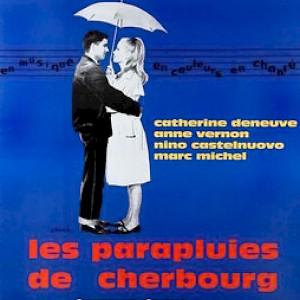 en musique en couleurs en chanté
catherine deneuve
anne vernon
nino castelnuovo
marc michel
les parapluies
de cherbourg